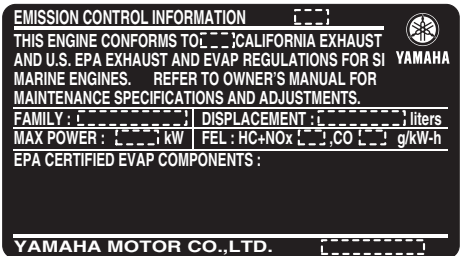 EMISSION CONTROL INFORMATION
THIS ENGINE CONFORMS TO CALIFORNIA EXHAUST
AND U.S. EPA EXHAUST AND EVAP REGULATIONS FOR SI
MARINE ENGINES. REFER TO OWNER'S MANUAL FOR
MAINTENANCE SPECIFICATIONS AND ADJUSTMENTS.
YAMAHA
FAMILY : DISPLACEMENT : liters
MAX POWER : kW FEL : HC+NOx ,CO g/kW-h
EPA CERTIFIED EVAP COMPONENTS :
YAMAHA MOTOR CO.,LTD.